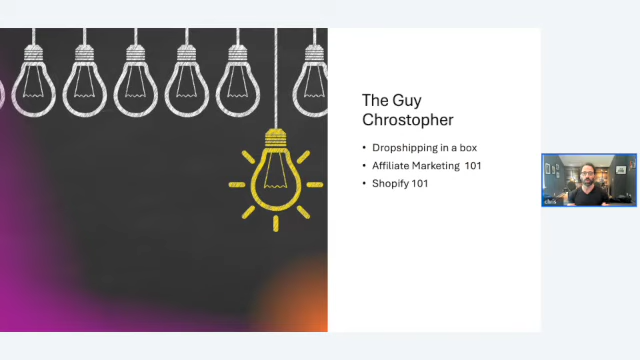 The Guy
Chrostopher
• Dropshipping in a box
• Affiliate Marketing 101
• Shopify 101